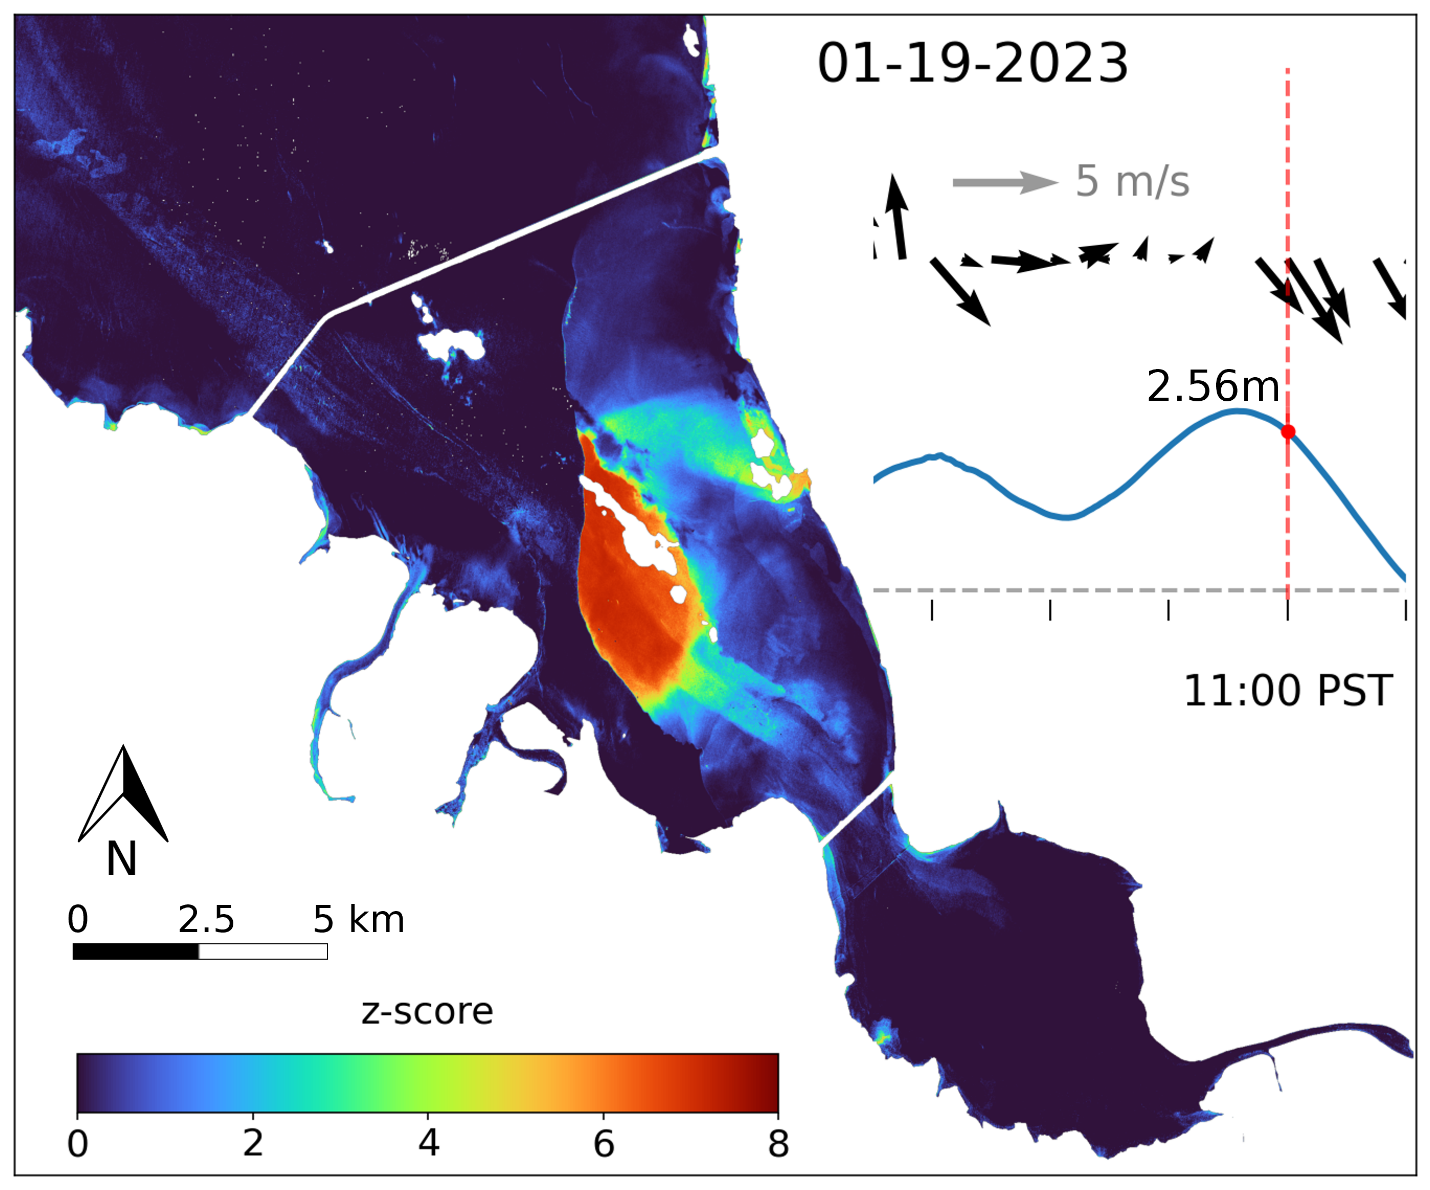 01-19-2023
5 m/s
2.56m
11:00 PST
N
0 2.5 5 km
z-score
0 2 4 6 8